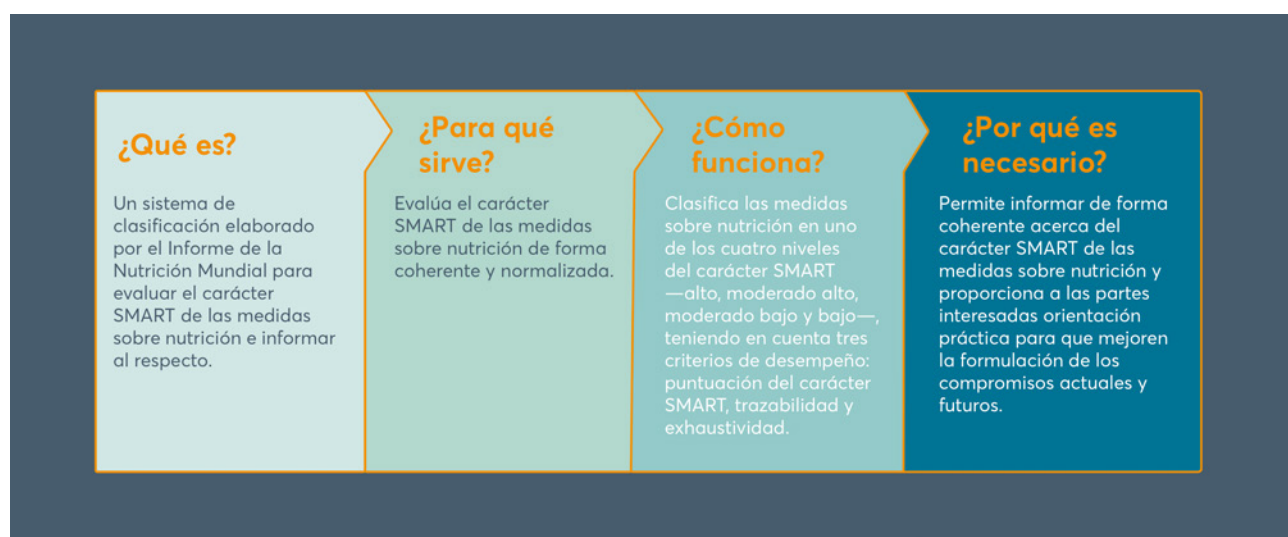 ¿Qué es?
Un sistema de
clasificación elaborado
por el Informe de la
Nutrición Mundial para
evaluar el carácter
SMART de las medidas
sobre nutrición e informar
al respecto.
¿Para qué
sirve?
Evalúa el carácter
SMART de las medidas
sobre nutrición de forma
coherente y normalizada.
¿Cómo
funciona?
Clasifica las medidas
sobre nutrición en uno
de los cuatro niveles
del carácter SMART
—alto, moderado alto,
moderado bajo y bajo—,
teniendo en cuenta tres
criterios de desempeño:
puntuación del carácter
SMART, trazabilidad y
exhaustividad.
¿Por qué es
necesario?
Permite informar de forma
coherente acerca del
carácter SMART de las
medidas sobre nutrición y
proporciona a las partes
interesadas orientación
práctica para que mejoren
la formulación de los
compromisos actuales y
futuros.